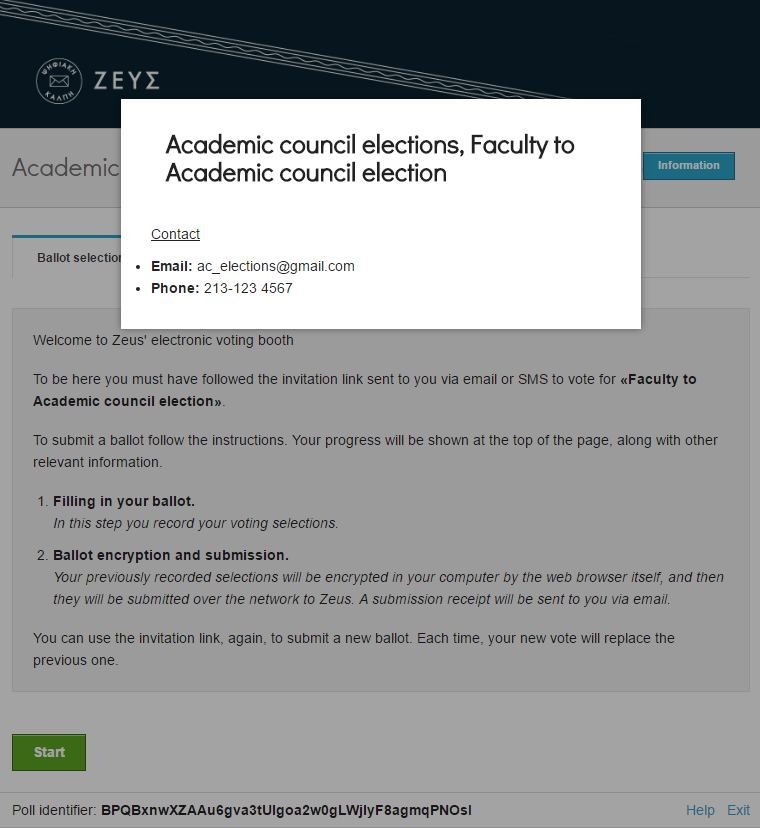 ΨΗΦΙΑΚΗ
ΚΑΛΠΗ
ΖΕΥΣ
Academic council elections, Faculty to
Academic council election
Academic
Information
Contact
Ballot selection
• Email: ac_elections@gmail.com
• Phone: 213-123 4567
Welcome to Zeus' electronic voting booth
To be here you must have followed the invitation link sent to you via email or SMS to vote for «Faculty to
Academic council election».
To submit a ballot follow the instructions. Your progress will be shown at the top of the page, along with other
relevant information.
1. Filling in your ballot.
In this step you record your voting selections.
2. Ballot encryption and submission.
Your previously recorded selections will be encrypted in your computer by the web browser itself, and then
they will be submitted over the network to Zeus. A submission receipt will be sent to you via email.
You can use the invitation link, again, to submit a new ballot. Each time, your new vote will replace the
previous one.
Start
Poll identifier: BPQBxnwXZAAu6gva3tUIgoa2w0gLWjIyF8agmqPNOsI
Help Exit